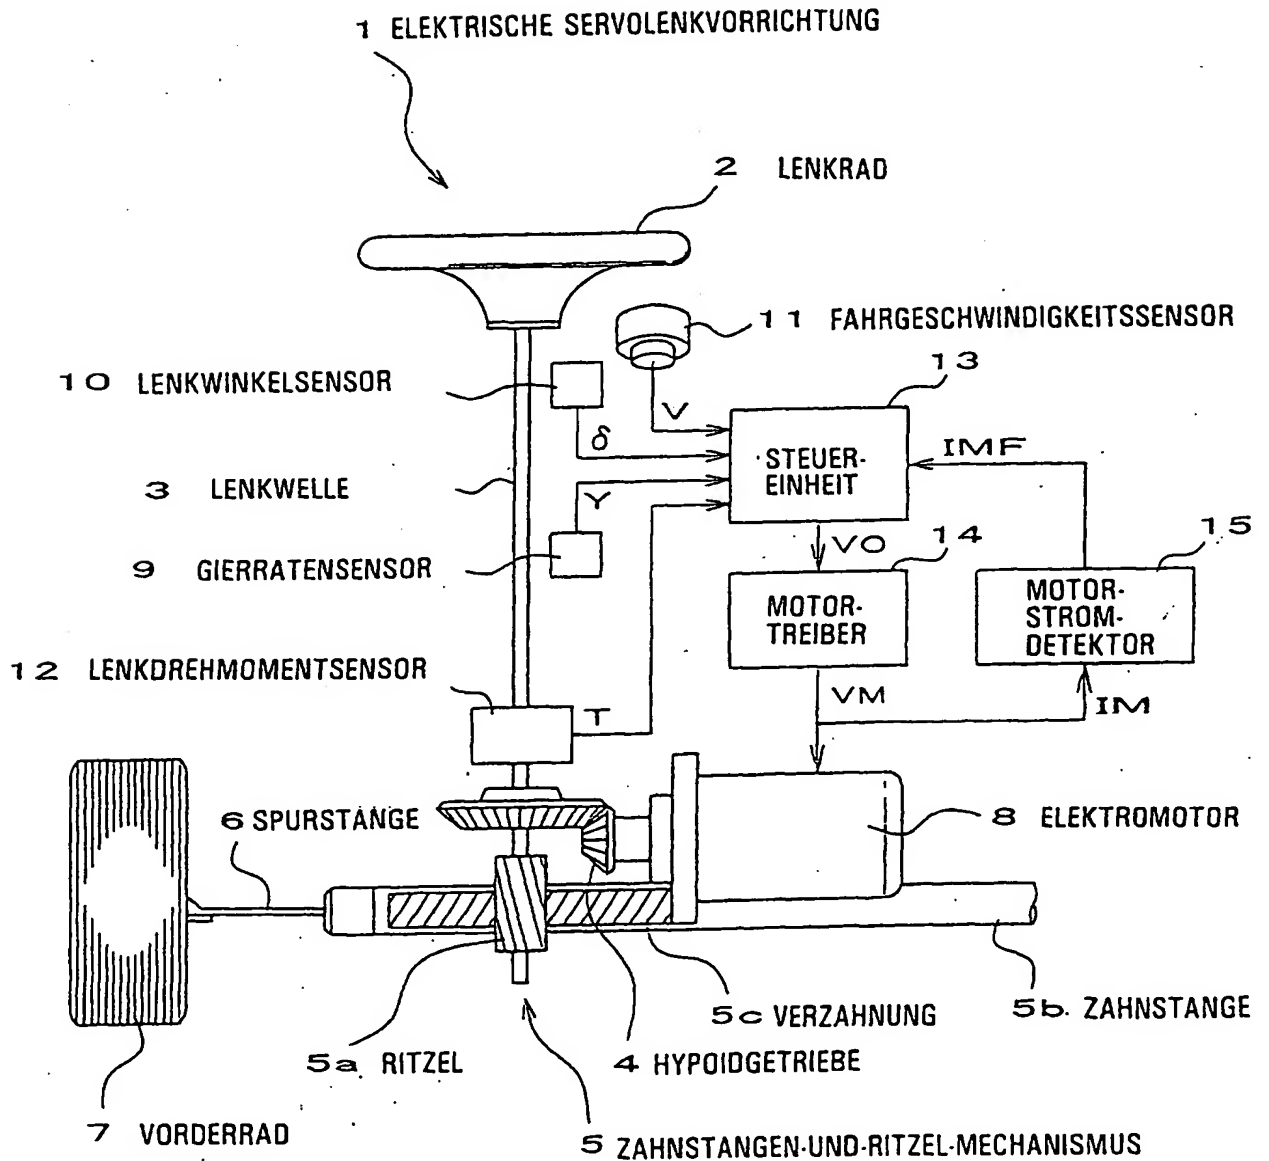 1 ELEKTRISCHE SERVOLENKVORRICHTUNG
2 LENKRAD
11 FAHRGESCHWINDIGKEITSSENSOR
10 LENKWINKELSENSOR
13
V
δ
STEUER-
EINHEIT
IMF
3 LENKWELLE
Y
9 GIERRATENSENSOR
VO
14
15
MOTOR-
TREIBER
MOTOR-
STROM-
DETEKTOR
12 LENKDREHMOMENTSENSOR
T
VM
IM
6 SPURSTANGE
8 ELEKTROMOTOR
5c VERZAHNUNG
5b. ZAHNSTANGE
5a RITZEL
4 HYPOIDGETRIEBE
7 VORDERRAD
5 ZAHNSTANGEN-UND-RITZEL-MECHANISMUS